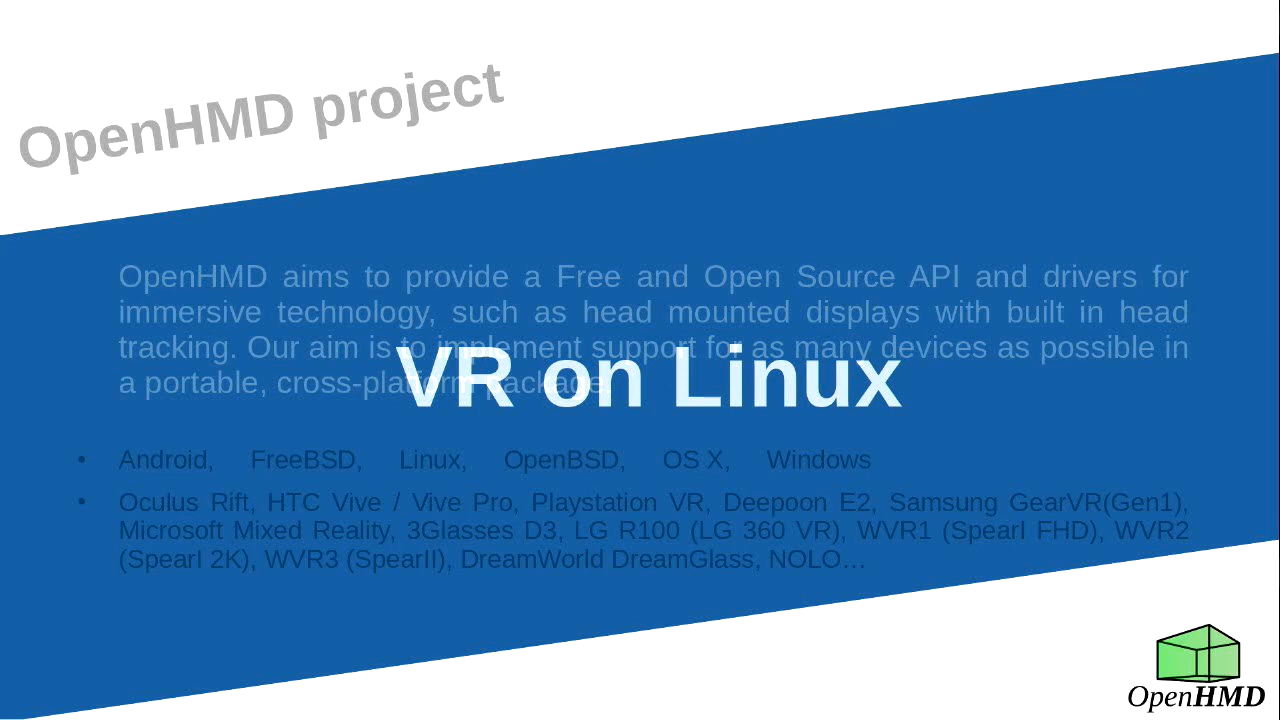 OpenHMD project
OpenHMD aims to provide a Free and Open Source API and drivers for
immersive technology, such as head mounted displays with built in head
tracking. Our aim is to implement support for as many devices as possible in
a portable, cross-platform package.
VR on Linux
• Android, FreeBSD, Linux, OpenBSD, OS X, Windows
• Oculus Rift, HTC Vive / Vive Pro, Playstation VR, Deepoon E2, Samsung GearVR(Gen1),
Microsoft Mixed Reality, 3Glasses D3, LG R100 (LG 360 VR), WVR1 (SpearI FHD), WVR2
(SpearI 2K), WVR3 (SpearII), DreamWorld DreamGlass, NOLO…
OpenHMD